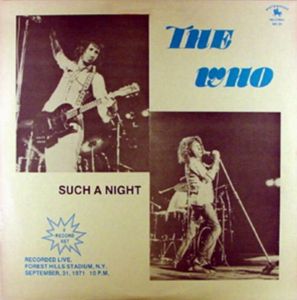 THE
WHO
SUCH A NIGHT
2
RECORD
SET
RECORDED LIVE:
FOREST HILLS STADIUM, N.Y.
SEPTEMBER, 31, 1971 10 P.M.